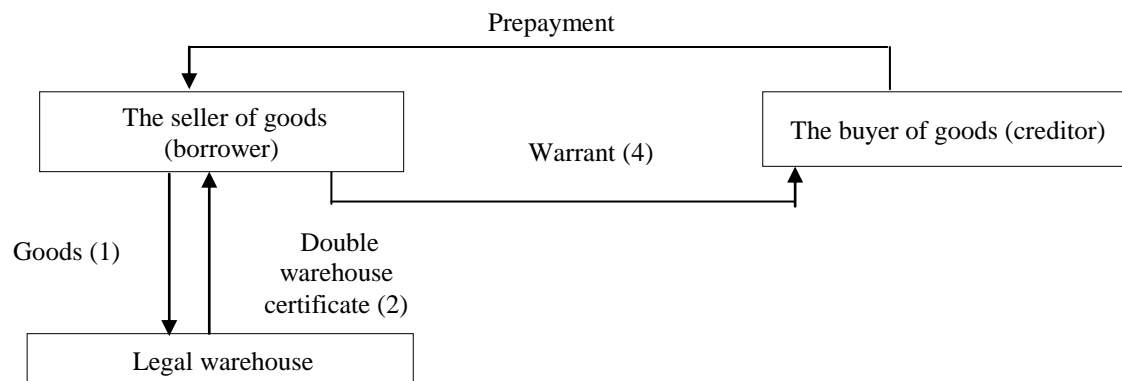 Prepayment
The seller of goods
(borrower)
The buyer of goods (creditor)
Warrant (4)
Goods (1)
Double
warehouse
certificate (2)
Legal warehouse